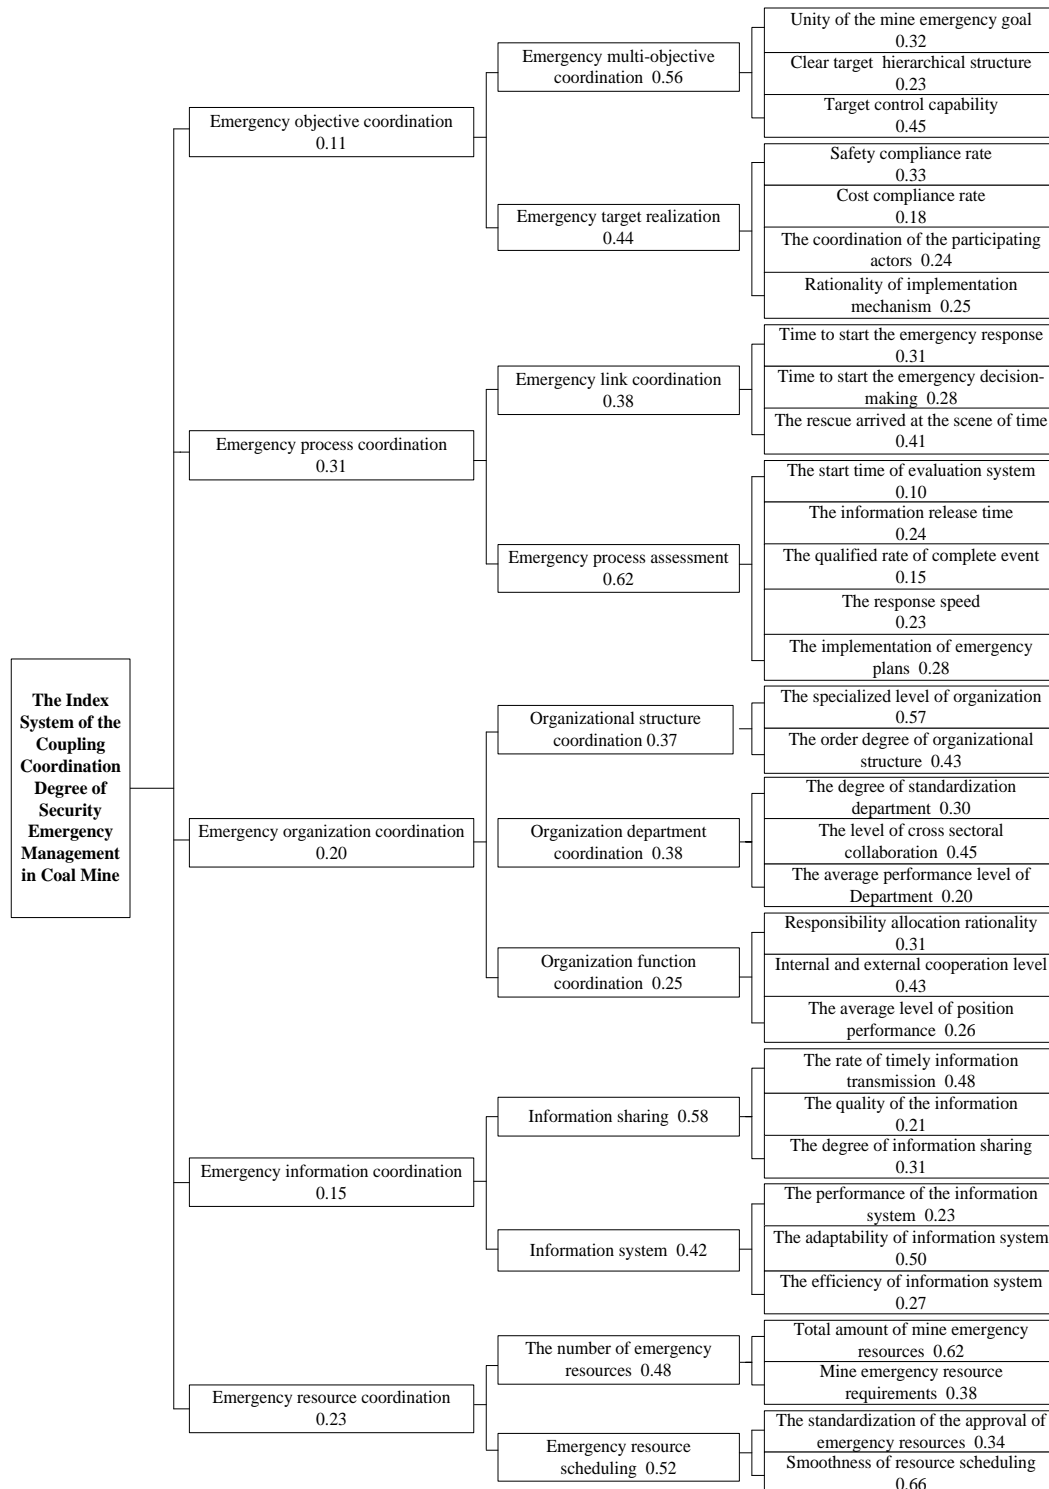 The Index
System of the
Coupling
Coordination
Degree of
Security
Emergency
Management
in Coal Mine
Emergency objective coordination
0.11
Emergency multi-objective
coordination 0.56
Unity of the mine emergency goal
0.32
Clear target hierarchical structure
0.23
Target control capability
0.45
Emergency target realization
0.44
Safety compliance rate
0.33
Cost compliance rate
0.18
The coordination of the participating
actors 0.24
Rationality of implementation
mechanism 0.25
Emergency process coordination
0.31
Emergency link coordination
0.38
Time to start the emergency response
0.31
Time to start the emergency decision-
making 0.28
The rescue arrived at the scene of time
0.41
Emergency process assessment
0.62
The start time of evaluation system
0.10
The information release time
0.24
The qualified rate of complete event
0.15
The response speed
0.23
The implementation of emergency
plans 0.28
Emergency organization coordination
0.20
Organizational structure
coordination 0.37
The specialized level of organization
0.57
The order degree of organizational
structure 0.43
Organization department
coordination 0.38
The degree of standardization
department 0.30
The level of cross sectoral
collaboration 0.45
The average performance level of
Department 0.20
Organization function
coordination 0.25
Responsibility allocation rationality
0.31
Internal and external cooperation level
0.43
The average level of position
performance 0.26
Emergency information coordination
0.15
Information sharing 0.58
The rate of timely information
transmission 0.48
The quality of the information
0.21
The degree of information sharing
0.31
Information system 0.42
The performance of the information
system 0.23
The adaptability of information system
0.50
The efficiency of information system
0.27
Emergency resource coordination
0.23
The number of emergency
resources 0.48
Total amount of mine emergency
resources 0.62
Mine emergency resource
requirements 0.38
Emergency resource
scheduling 0.52
The standardization of the approval of
emergency resources 0.34
Smoothness of resource scheduling
0.66